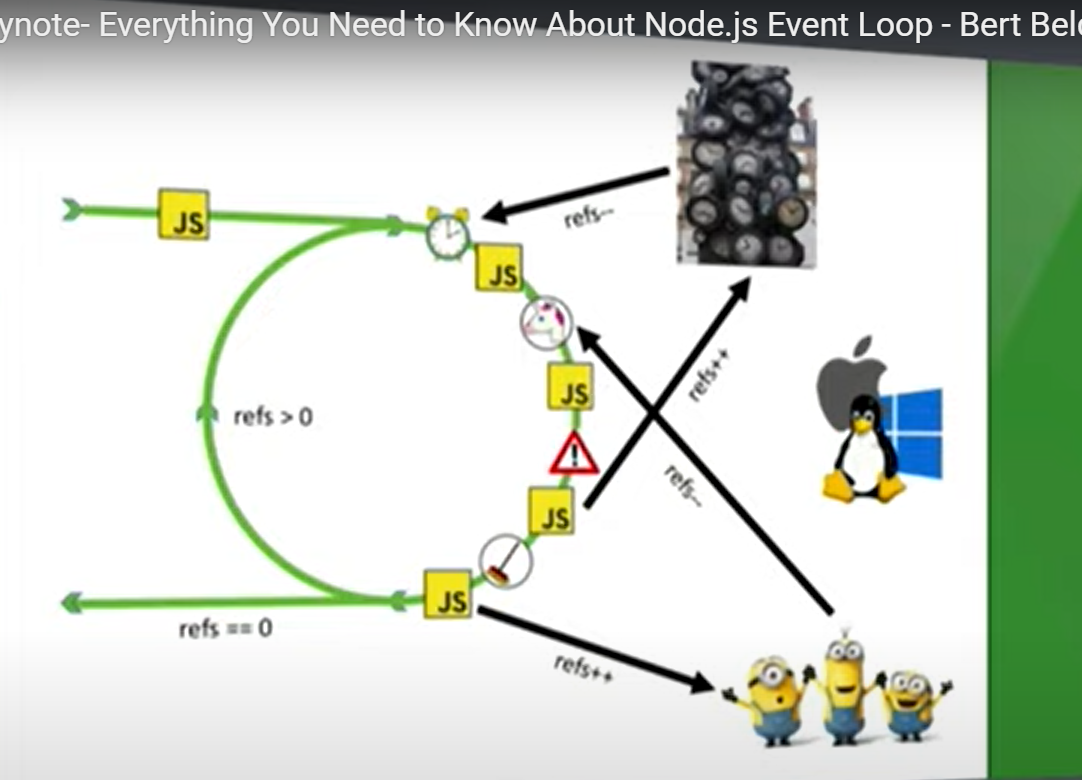 ynote- Everything You Need to Know About Node.js Event Loop - Bert Bel
JS
refs--
JS
JS
refs++
refs > 0
refs--
JS
JS
refs == 0
refs++